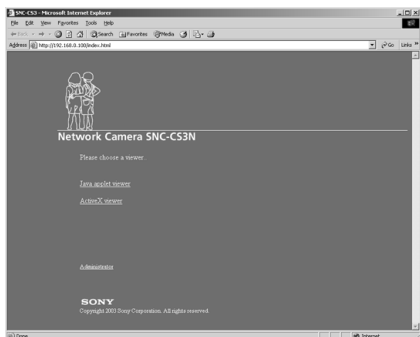 SNC-CS3 - Microsoft Internet Explorer
File Edit View Favorites Tools Help
Back Search Favorites Media
Address http://192.168.0.100/index.html Go Links »
Network Camera SNC-CS3N
Please choose a viewer.
Java applet viewer
ActiveX viewer
Administrator
SONY
Copyright 2003 Sony Corporation. All rights reserved.
Done Internet